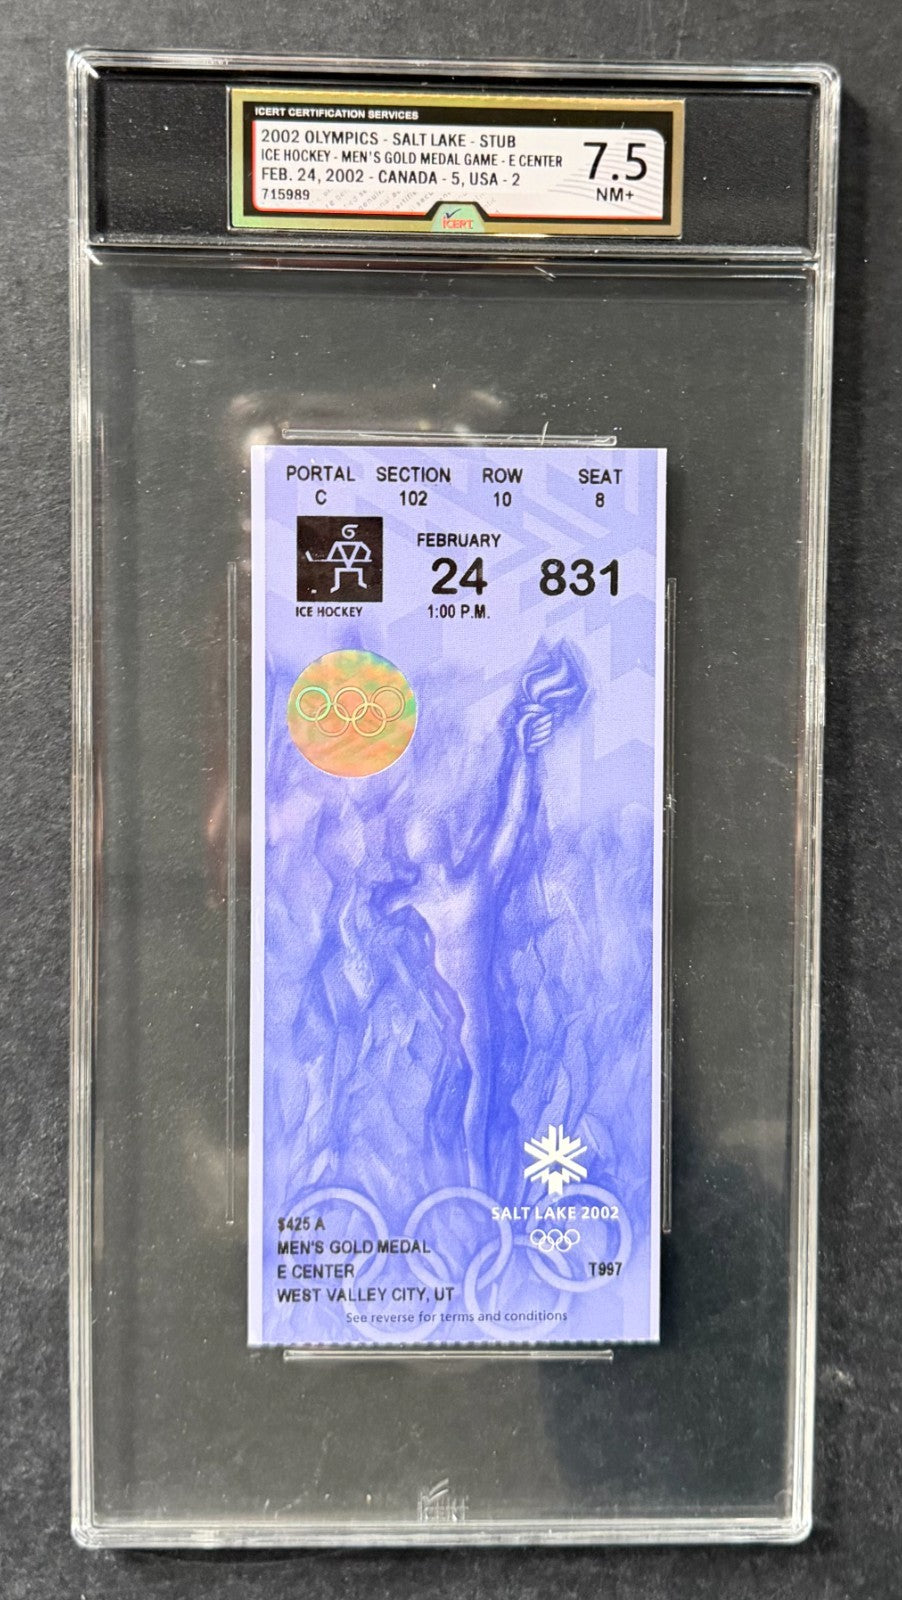 ICERT CERTIFICATION SERVICES
2002 OLYMPICS - SALT LAKE - STUB
ICE HOCKEY - MEN'S GOLD MEDAL GAME - E CENTER
FEB. 24, 2002 - CANADA - 5, USA - 2
715989
7.5
NM+
ICERT
PORTAL SECTION ROW SEAT
C 102 10 8
FEBRUARY
24 831
ICE HOCKEY 1:00 P.M.
SALT LAKE 2002
$425 A
MEN'S GOLD MEDAL
E CENTER T997
WEST VALLEY CITY, UT
See reverse for terms and conditions
ICERT